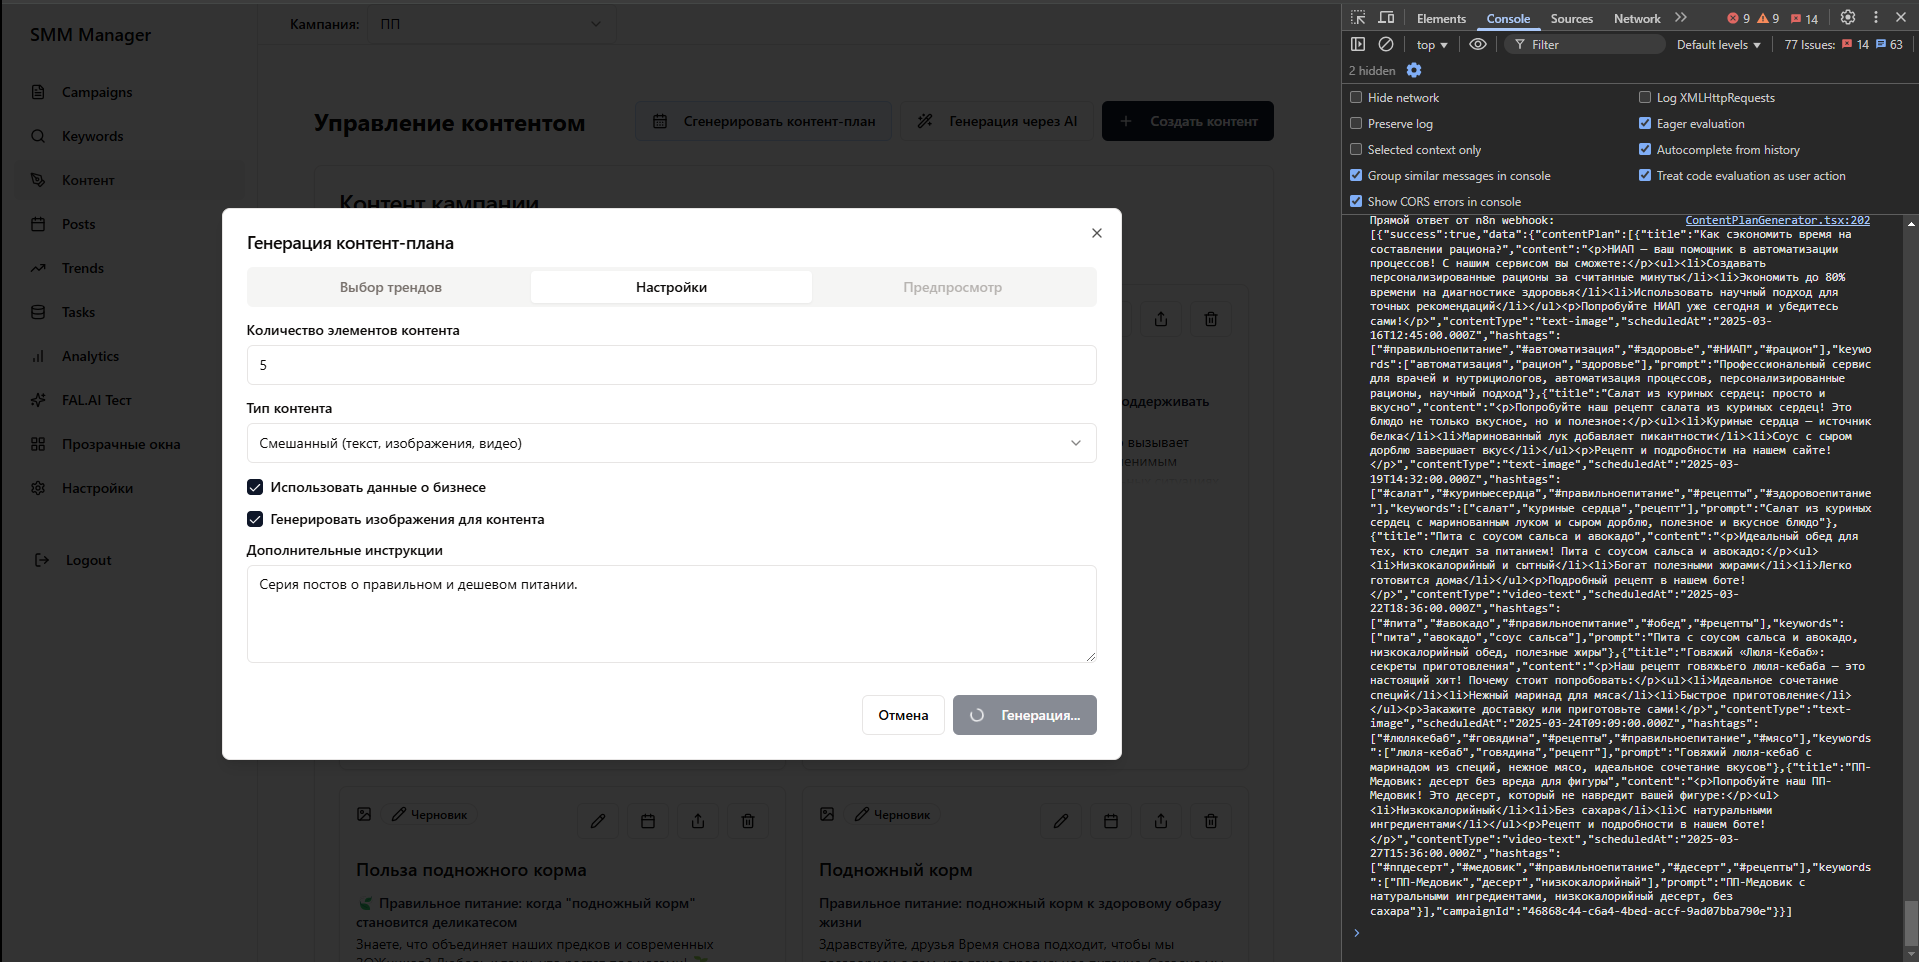 SMM Manager
Campaigns
Keywords
Контент
Posts
Trends
Tasks
Analytics
FAL.AI Тест
Прозрачные окна
Настройки
Logout
Кампания: ПП
Управление контентом
Сгенерировать контент-план
Генерация через AI
Создать контент
Контент кампании
Генерация контент-плана
Выбор трендов
Настройки
Предпросмотр
Количество элементов контента
5
Тип контента
Смешанный (текст, изображения, видео)
Использовать данные о бизнесе
Генерировать изображения для контента
Дополнительные инструкции
Серия постов о правильном и дешевом питании.
Отмена
Генерация...
оддерживать
вызывает
енимым
Черновик
Польза подножного корма
Правильное питание: когда "подножный корм"
становится деликатесом
Знаете, что объединяет наших предков и современных
Черновик
Подножный корм
Правильное питание: подножный корм к здоровому образу
жизни
Здравствуйте, друзья Время снова подходит, чтобы мы
Elements
Console
Sources
Network
9
9
14
top
Filter
Default levels
77 Issues:
14
63
2 hidden
Hide network
Log XMLHttpRequests
Preserve log
Eager evaluation
Selected context only
Autocomplete from history
Group similar messages in console
Treat code evaluation as user action
Show CORS errors in console
Прямой ответ от n8n webhook: ContentPlanGenerator.tsx:202
[{"success":true,"data":{"contentPlan":[{"title":"Как сэкономить время на
составлении рациона?","content":"<p>НИАП — ваш помощник в автоматизации
процессов! С нашим сервисом вы сможете:</p><ul><li>Создавать
персонализированные рационы за считанные минуты</li><li>Экономить до 80%
времени на диагностике здоровья</li><li>Использовать научный подход для
точных рекомендаций</li></ul><p>Попробуйте НИАП уже сегодня и убедитесь
сами!</p>","contentType":"text-image","scheduledAt":"2025-03-
16T12:45:00.000Z","hashtags":
["#правильноепитание","#автоматизация","#здоровье","#НИАП","#рацион"],"keywo
rds":["автоматизация","рацион","здоровье"],"prompt":"Профессиональный сервис
для врачей и нутрициологов, автоматизация процессов, персонализированные
рационы, научный подход"},{"title":"Салат из куриных сердец: просто и
вкусно","content":"<p>Попробуйте наш рецепт салата из куриных сердец! Это
блюдо не только вкусное, но и полезное:</p><ul><li>Куриные сердца — источник
белка</li><li>Маринованный лук добавляет пикантности</li><li>Соус с сыром
дорблю завершает вкус</li></ul><p>Рецепт и подробности на нашем сайте!
</p>","contentType":"text-image","scheduledAt":"2025-03-
19T14:32:00.000Z","hashtags":
["#салат","#куриныесердца","#правильноепитание","#рецепты","#здоровоепитание
"],"keywords":["салат","куриные сердца","рецепт"],"prompt":"Салат из куриных
сердец с маринованным луком и сыром дорблю, полезное и вкусное блюдо"},
{"title":"Пита с соусом сальса и авокадо","content":"<p>Идеальный обед для
тех, кто следит за питанием! Пита с соусом сальса и авокадо:</p><ul>
<li>Низкокалорийный и сытный</li><li>Богат полезными жирами</li><li>Легко
готовится дома</li></ul><p>Подробный рецепт в нашем боте!
</p>","contentType":"video-text","scheduledAt":"2025-03-
22T18:36:00.000Z","hashtags":
["#пита","#авокадо","#правильноепитание","#обед","#рецепты"],"keywords":
["пита","авокадо","соус сальса"],"prompt":"Пита с соусом сальса и авокадо,
низкокалорийный обед, полезные жиры"},{"title":"Говяжий «Люля-Кебаб»:
секреты приготовления","content":"<p>Наш рецепт говяжьего люля-кебаба — это
настоящий хит! Почему стоит попробовать:</p><ul><li>Идеальное сочетание
специй</li><li>Нежный маринад для мяса</li><li>Быстрое приготовление</li>
</ul><p>Закажите доставку или приготовьте сами!</p>","contentType":"text-
image","scheduledAt":"2025-03-24T09:09:00.000Z","hashtags":
["#люлякебаб","#говядина","#рецепты","#правильноепитание","#мясо"],"keywords
":["люля-кебаб","говядина","рецепт"],"prompt":"Говяжий люля-кебаб с
маринадом из специй, нежное мясо, идеальное сочетание вкусов"},{"title":"ПП-
Медовик: десерт без вреда для фигуры","content":"<p>Попробуйте наш ПП-
Медовик! Это десерт, который не навредит вашей фигуре:</p><ul>
<li>Низкокалорийный</li><li>Без сахара</li><li>С натуральными
ингредиентами</li></ul><p>Рецепт и подробности в нашем боте!
</p>","contentType":"video-text","scheduledAt":"2025-03-
27T15:36:00.000Z","hashtags":
["#ппдесерт","#медовик","#правильноепитание","#десерт","#рецепты"],"keywords
":["ПП-Медовик","десерт","низкокалорийный"],"prompt":"ПП-Медовик с
натуральными ингредиентами, низкокалорийный десерт, без
сахара"}],"campaignId":"46868c44-c6a4-4bed-accf-9ad07bba790e"}}]